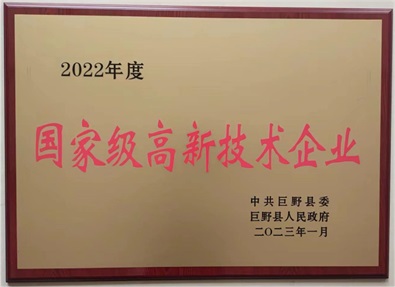 2022年度
国家级高新技术企业
中共巨野县委
巨野县人民政府
二〇二三年一月